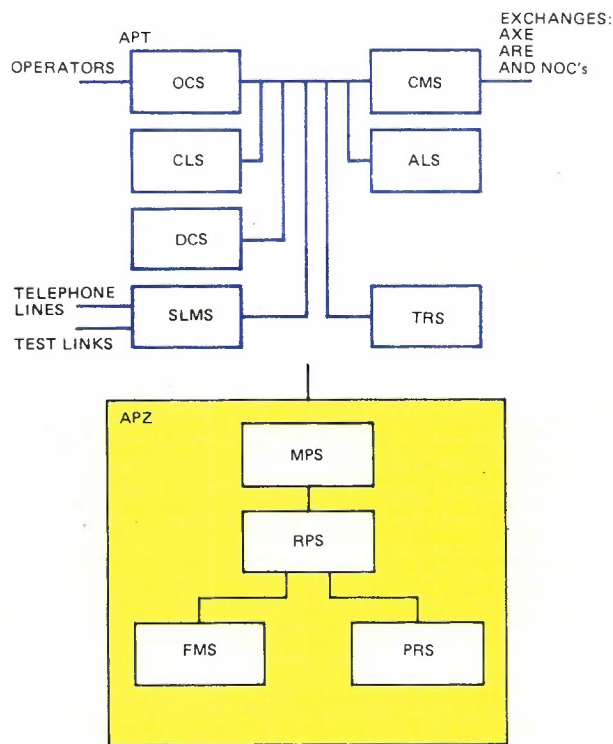 EXCHANGES:
AXE
ARE
AND NOC's
APT
OPERATORS
OCS
CMS
CLS
ALS
DCS
TELEPHONE
LINES
SLMS
TRS
TEST LINKS
APZ
MPS
RPS
FMS
PRS